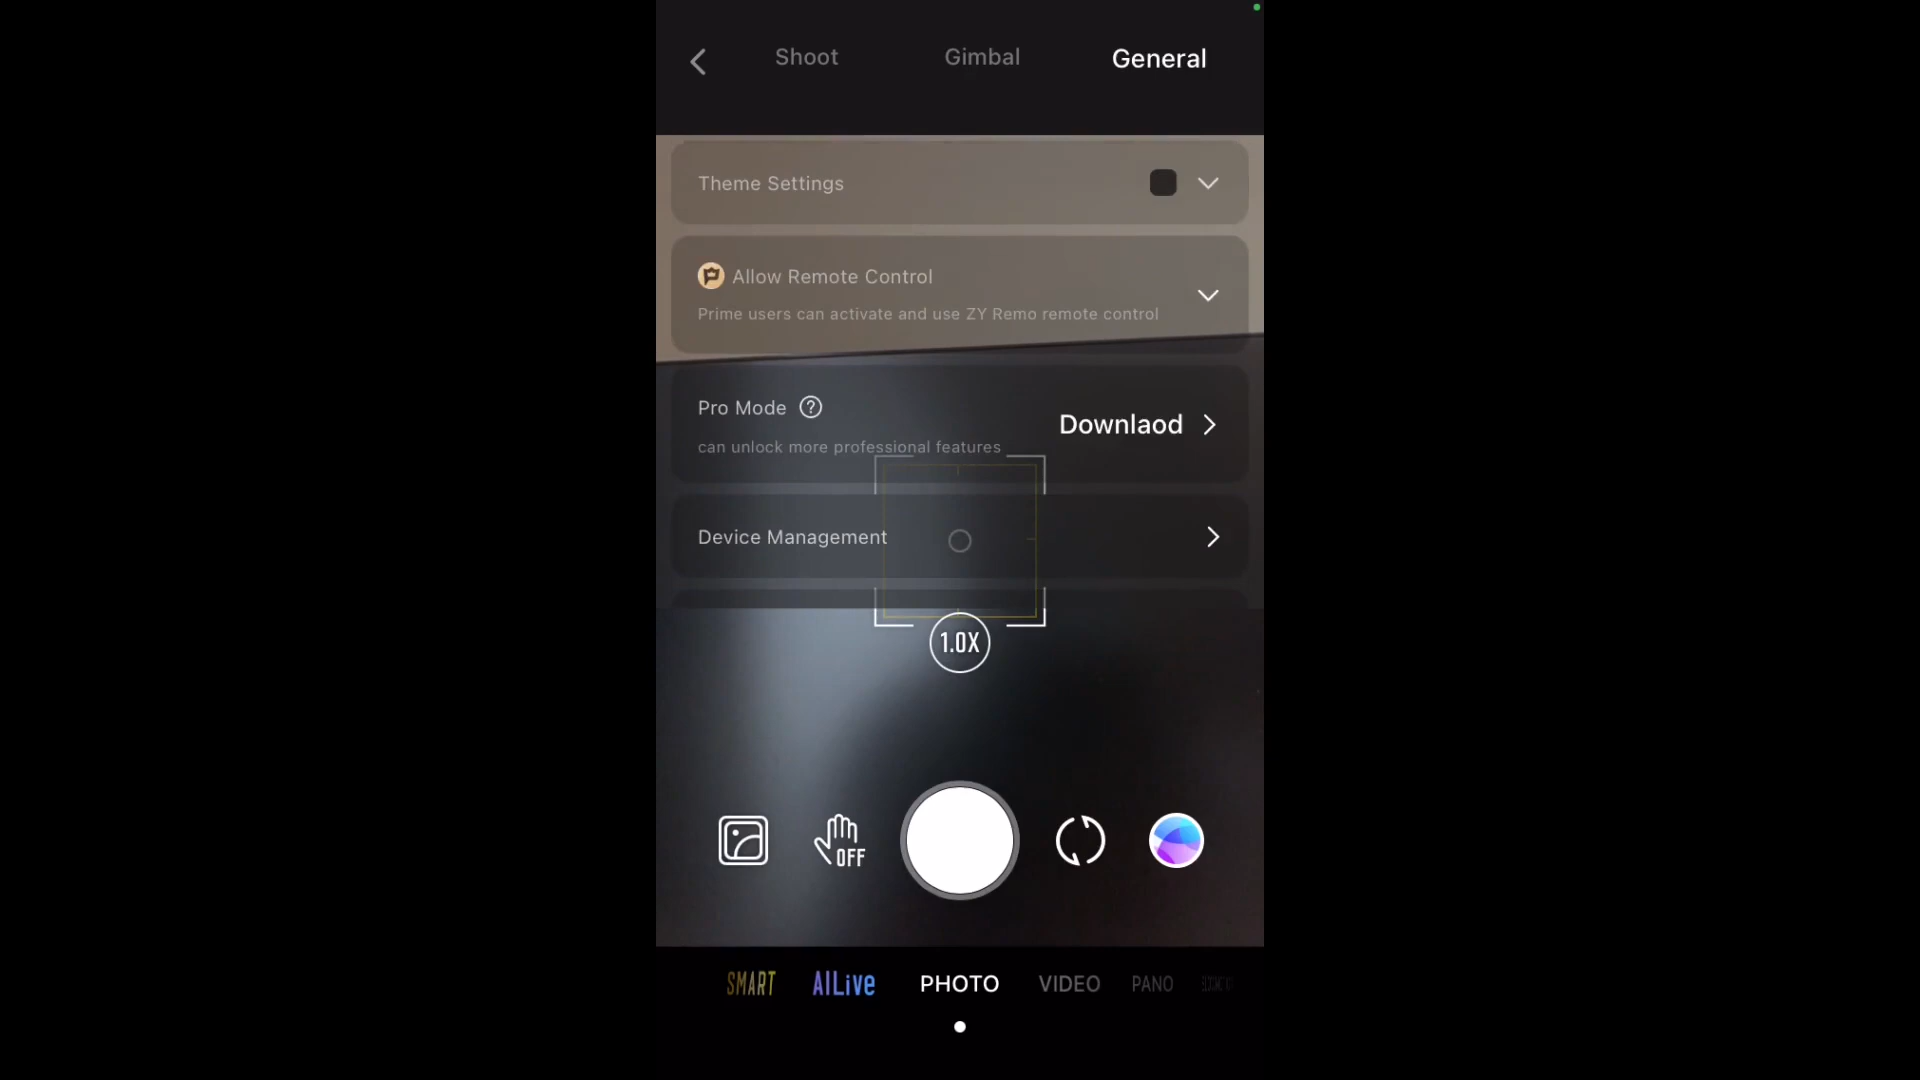 Shoot Gimbal General
Theme Settings
Allow Remote Control
Prime users can activate and use ZY Remo remote control
Pro Mode ?
Downlaod
can unlock more professional features
Device Management
1.0X
OFF
SMART AILive PHOTO VIDEO PANO